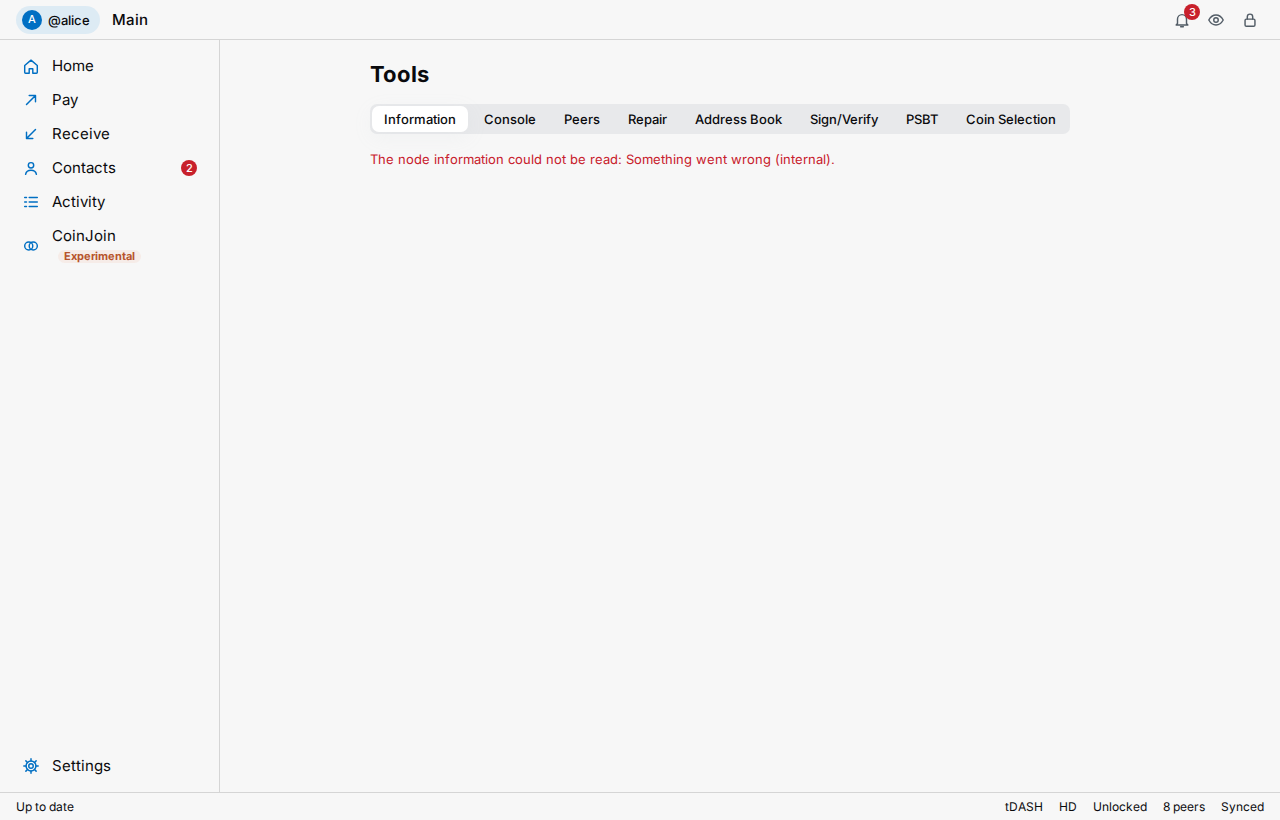 A @alice Main 3
Home
Pay
Receive
Contacts 2
Activity
CoinJoin
Experimental
Settings
Tools
Information Console Peers Repair Address Book Sign/Verify PSBT Coin Selection
The node information could not be read: Something went wrong (internal).
Up to date tDASH HD Unlocked 8 peers Synced